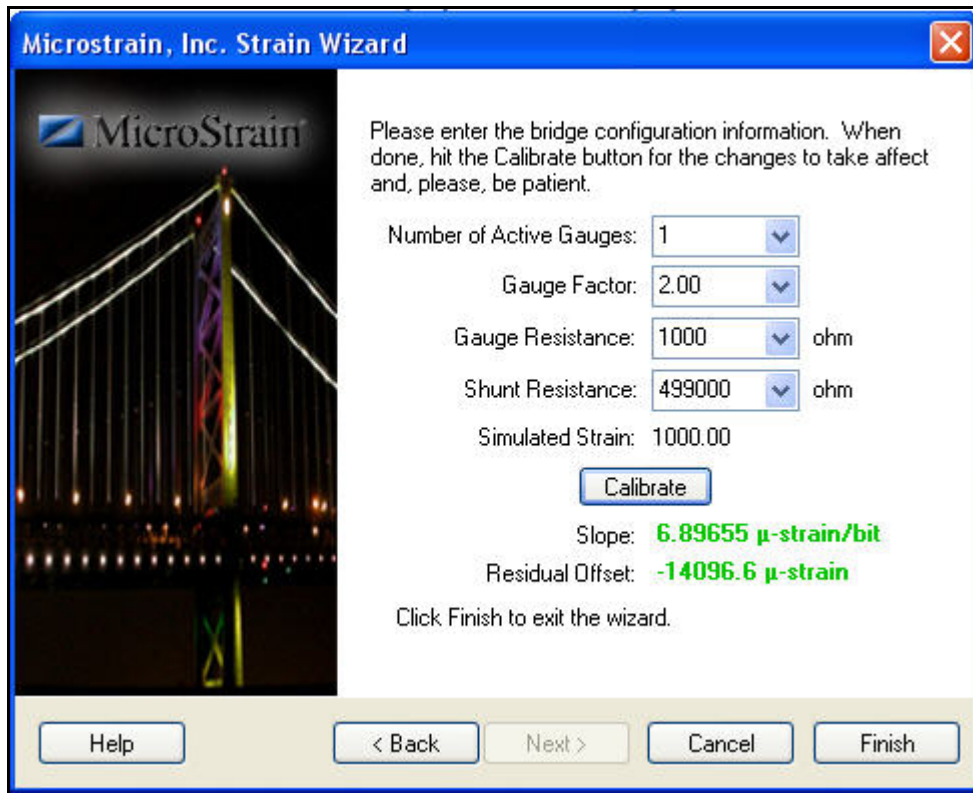 Microstrain, Inc. Strain Wizard
MicroStrain
Please enter the bridge configuration information. When
done, hit the Calibrate button for the changes to take affect
and, please, be patient.
Number of Active Gauges: 1
Gauge Factor: 2.00
Gauge Resistance: 1000 ohm
Shunt Resistance: 499000 ohm
Simulated Strain: 1000.00
Calibrate
Slope: 6.89655 µ-strain/bit
Residual Offset: -14096.6 µ-strain
Click Finish to exit the wizard.
Help < Back Next > Cancel Finish